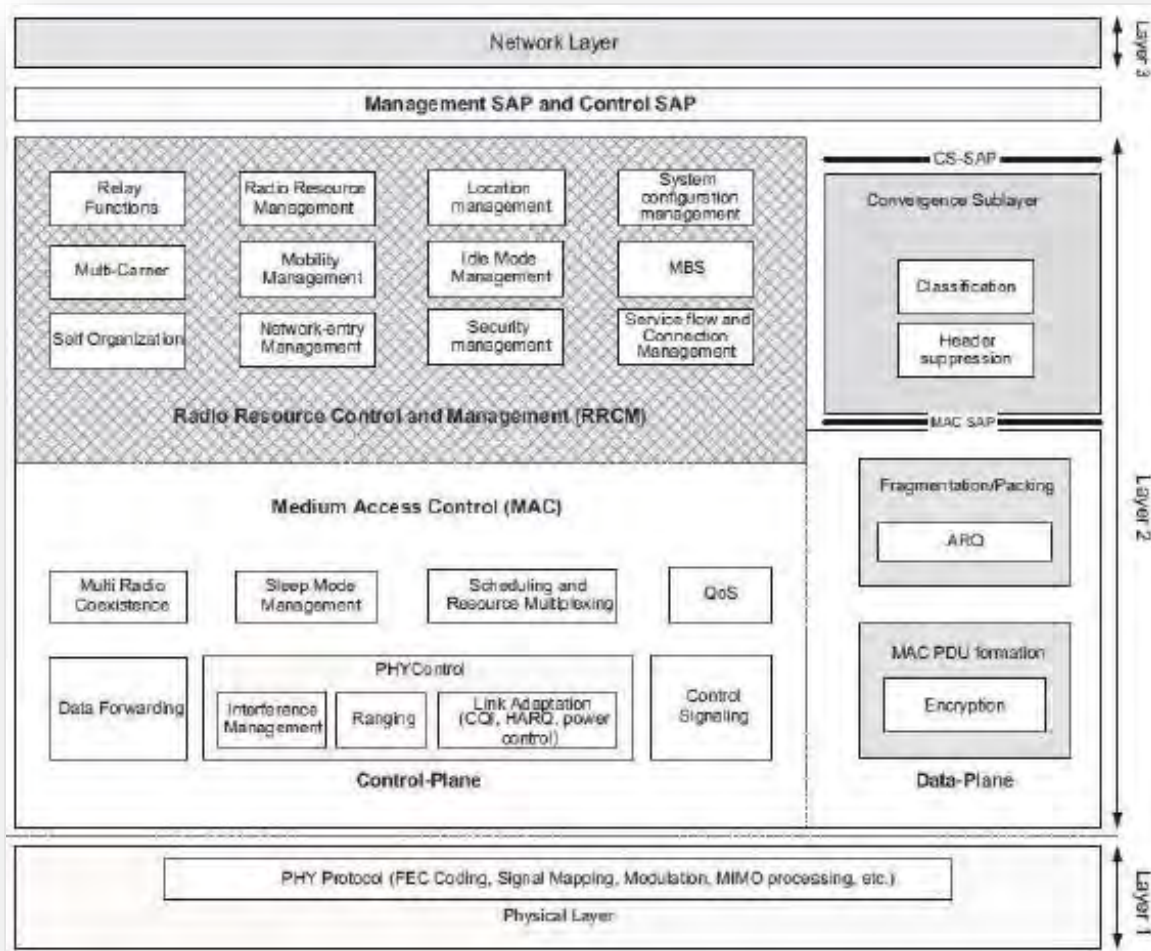 Network Layer
Layer 3
Management SAP and Control SAP
Relay
Functions
Radio Resource
Management
Location
management
System
configuration
management
Multi-Carrier
Mobility
Management
Idle Mode
Management
MBS
Self Organization
Network-entry
Management
Security
management
Service flow and
Connection
Management
Radio Resource Control and Management (RRCM)
CS-SAP
Convergence Sublayer
Classification
Header
suppression
MAC SAP
Layer 2
Medium Access Control (MAC)
Multi Radio
Coexistence
Sleep Mode
Management
Scheduling and
Resource Multiplexing
QoS
Data Forwarding
PHYControl
Interference
Management
Ranging
Link Adaptation
(CQI, HARQ, power
control)
Control
Signaling
Control-Plane
Fragmentation/Packing
ARQ
MAC PDU formation
Encryption
Data-Plane
PHY Protocol (FEC Coding, Signal Mapping, Modulation, MIMO processing, etc.)
Physical Layer
Layer 1